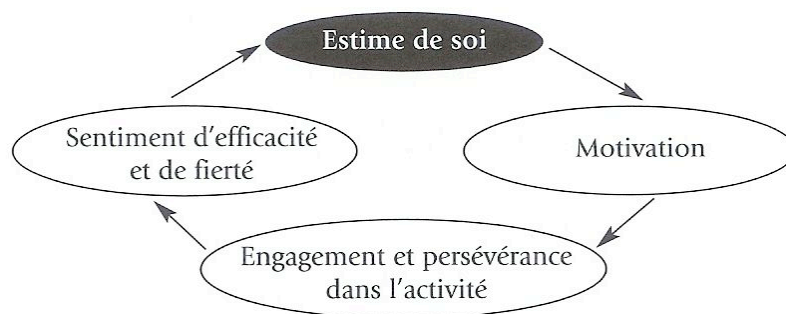 Estime de soi
Sentiment d'efficacité
et de fierté
Motivation
Engagement et persévérance
dans l'activité